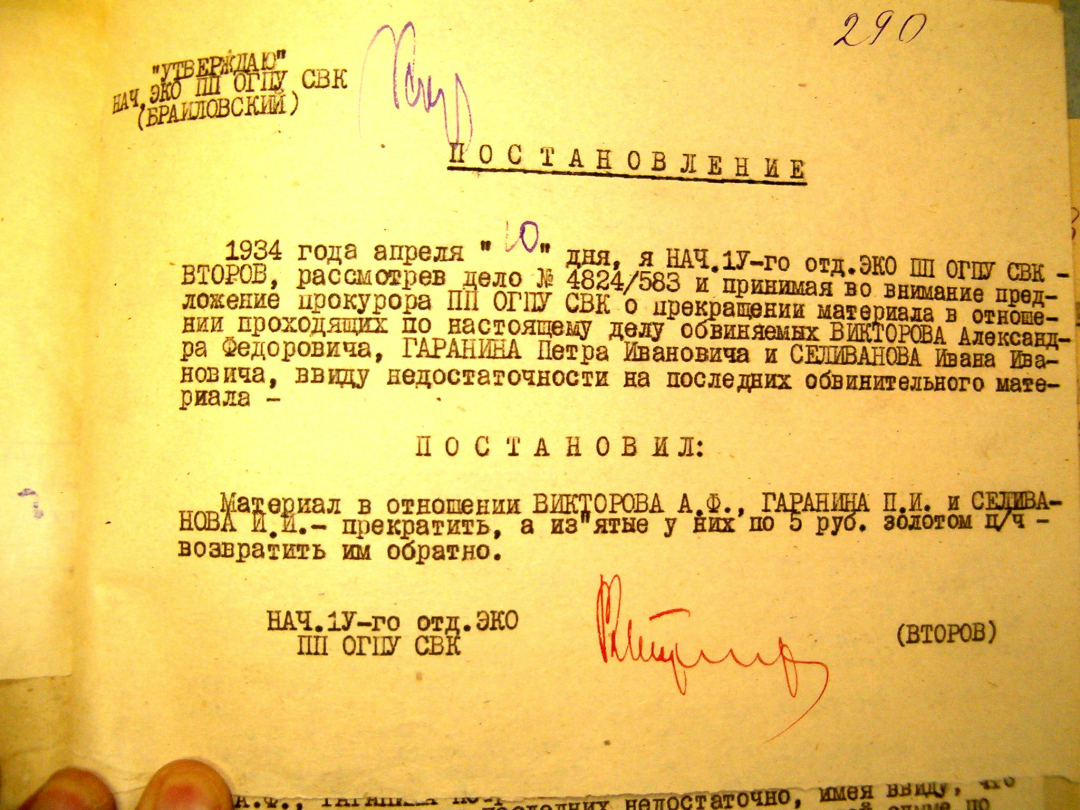 290
"УТВЕРЖДАЮ"
НАЧ.ЭКО ПП ОГПУ СВК
(БРАИЛОВСКИЙ)
ПОСТАНОВЛЕНИЕ
1934 года апреля "10" дня, я НАЧ.1У-го отд.ЭКО ПП ОГПУ СВК -
ВТОРОВ, рассмотрев дело № 4824/583 и принимая во внимание пред-
ложение прокурора ПП ОГПУ СВК о прекращении материала в отноше-
нии проходящих по настоящему делу обвиняемых ВИКТОРОВА Александ-
ра Федоровича, ГАРАНИНА Петра Ивановича и СЕЛИВАНОВА Ивана Ива-
новича, ввиду недостаточности на последних обвинительного мате-
риала -
ПОСТАНОВИЛ:
Материал в отношении ВИКТОРОВА А.Ф., ГАРАНИНА П.И. и СЕЛИВА-
НОВА И.И.- прекратить, а из"ятые у них по 5 руб. золотом ц/ч -
возвратить им обратно.
НАЧ.1У-го отд.ЭКО
ПП ОГПУ СВК
(ВТОРОВ)
недостаточно, имея ввиду, что